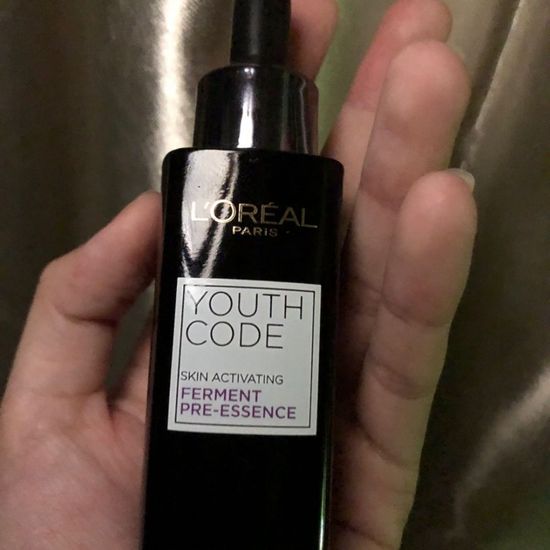 L'ORÉAL
PARIS
YOUTH
CODE
SKIN ACTIVATING
FERMENT
PRE-ESSENCE